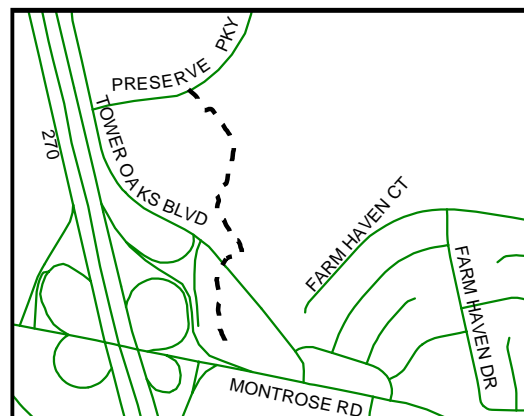 PRESERVE PKY
TOWER OAKS BLVD
270
FARM HAVEN CT
FARM HAVEN DR
MONTROSE RD